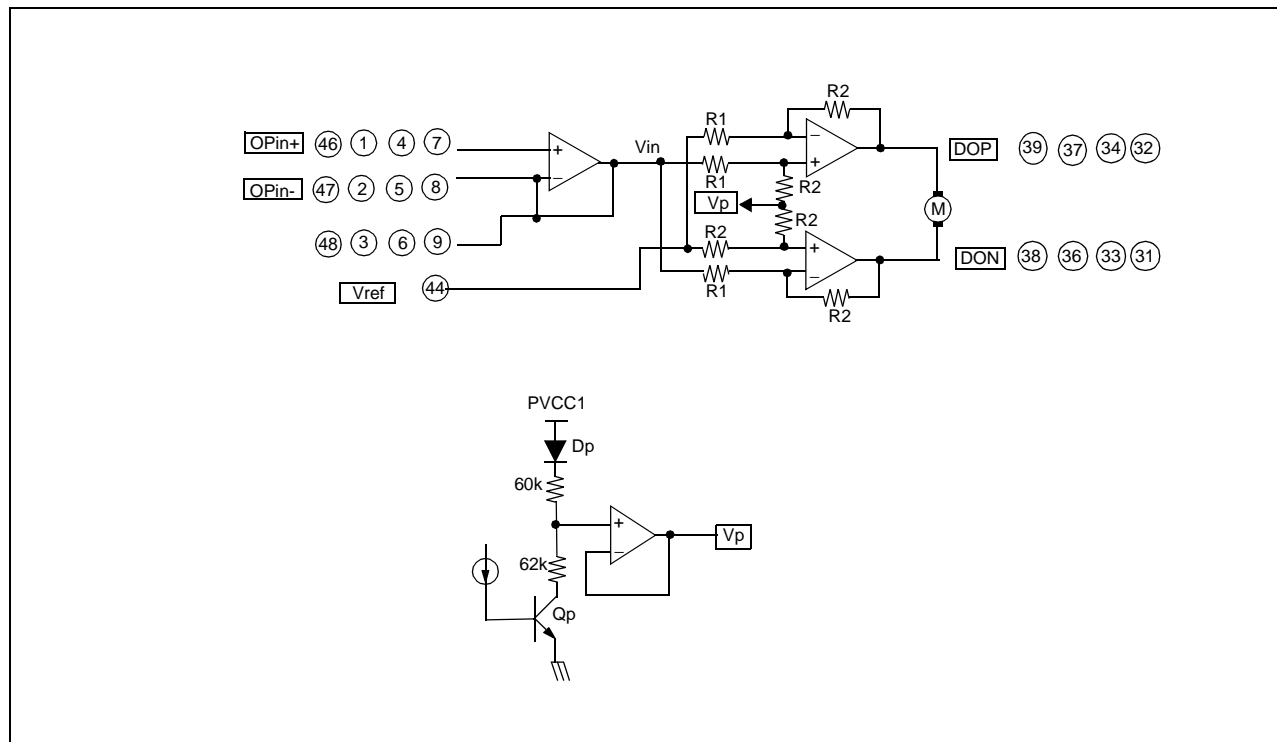 R2
R1
OPin+ 46 1 4 7
+
−
Vin
−
+
DOP 39 37 34 32
OPin- 47 2 5 8
−
R1
R2
Vp
M
R2
R2
48 3 6 9
+
−
DON 38 36 33 31
Vref 44
R1
R2
PVCC1
Dp
60k
+
−
Vp
62k
Qp